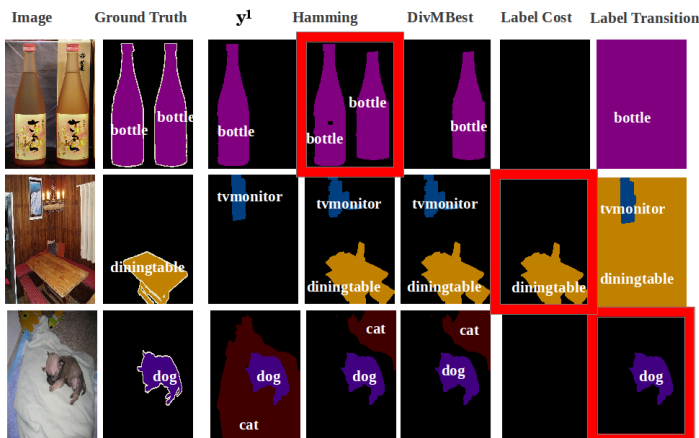 Image Ground Truth y¹ Hamming DivMBest Label Cost Label Transition
bottle bottle bottle bottle bottle bottle bottle
tvmonitor tvmonitor tvmonitor tvmonitor
diningtable diningtable diningtable diningtable diningtable
cat cat
dog dog dog dog dog
cat